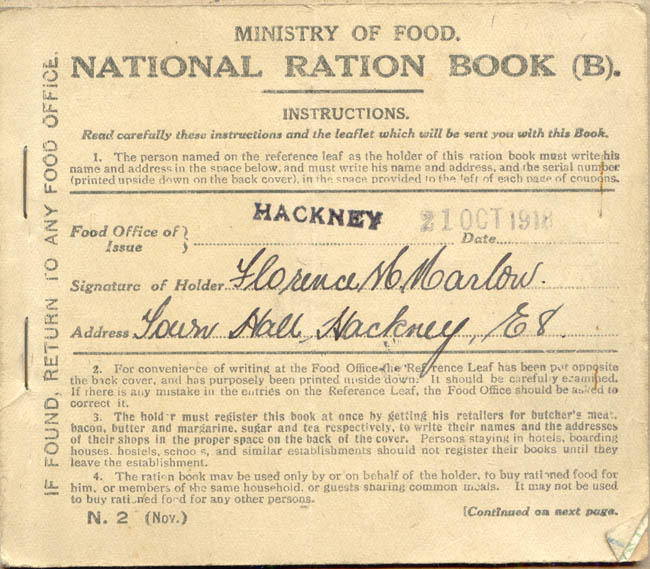 MINISTRY OF FOOD.
NATIONAL RATION BOOK (B).
INSTRUCTIONS.
Read carefully these instructions and the leaflet which will be sent you with this Book.
1. The person named on the reference leaf as the holder of this ration book must write his
name and address in the space below, and must write his name and address, and the serial number
(printed upside down on the back cover), in the space provided to the left of each page of coupons.
HACKNEY 21 OCT 1918
Food Office of } Date
Issue
Signature of Holder Florence M. Marlow.
Address Town Hall, Hackney, E8.
2. For convenience of writing at the Food Office the Reference Leaf has been put opposite
the back cover, and has purposely been printed upside down. It should be carefully examined.
If there is any mistake in the entries on the Reference Leaf, the Food Office should be asked to
correct it.
3. The holder must register this book at once by getting his retailers for butcher's meat,
bacon, butter and margarine, sugar and tea respectively, to write their names and the addresses
of their shops in the proper space on the back of the cover. Persons staying in hotels, boarding
houses, hostels, schools, and similar establishments should not register their books until they
leave the establishment.
4. The ration book may be used only by or on behalf of the holder, to buy rationed food for
him, or members of the same household, or guests sharing common meals. It may not be used
to buy rationed food for any other persons.
N. 2 (Nov.) [Continued on next page.
IF FOUND, RETURN TO ANY FOOD OFFICE.